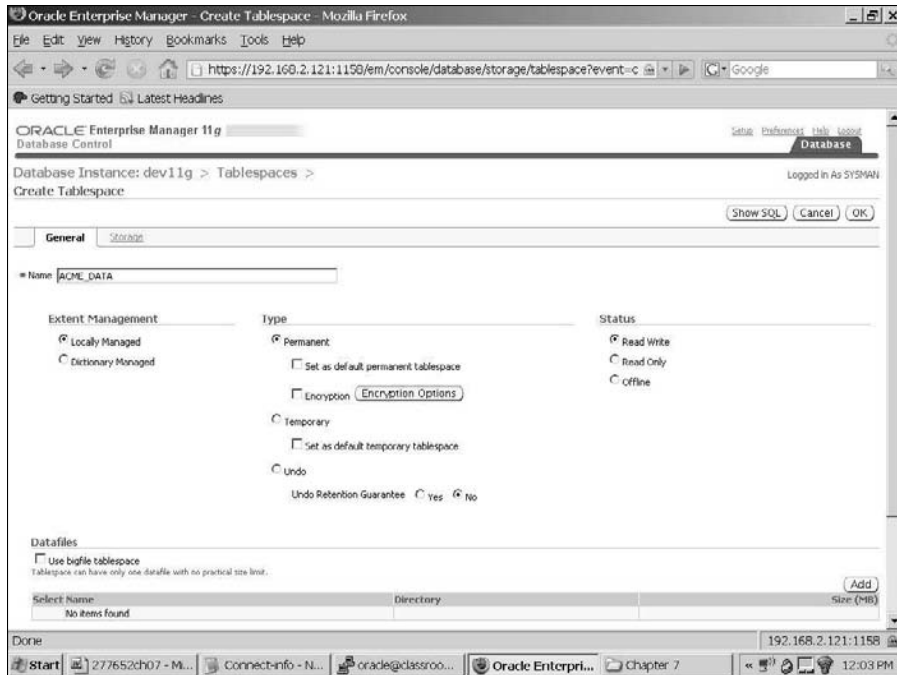 Oracle Enterprise Manager - Create Tablespace - Mozilla Firefox
File Edit View History Bookmarks Tools Help
https://192.168.2.121:1158/em/console/database/storage/tablespace?event=c
Google
Getting Started Latest Headlines
ORACLE Enterprise Manager 11g
Database Control
Setup Preferences Help Logout
Database
Database Instance: dev11g > Tablespaces >
Logged in As SYSMAN
Create Tablespace
Show SQL Cancel OK
General Storage
* Name ACME_DATA
Extent Management Type Status
Locally Managed Permanent Read Write
Dictionary Managed Set as default permanent tablespace Read Only
Encryption Encryption Options Offline
Temporary
Set as default temporary tablespace
Undo
Undo Retention Guarantee Yes No
Datafiles
Use bigfile tablespace
Tablespace can have only one datafile with no practical size limit.
Add
Select Name Directory Size (MB)
No items found
Done 192.168.2.121:1158
Start 277652ch07 - M... Connect-info - N... oracle@classroo... Oracle Enterpri... Chapter 7 « 12:03 PM